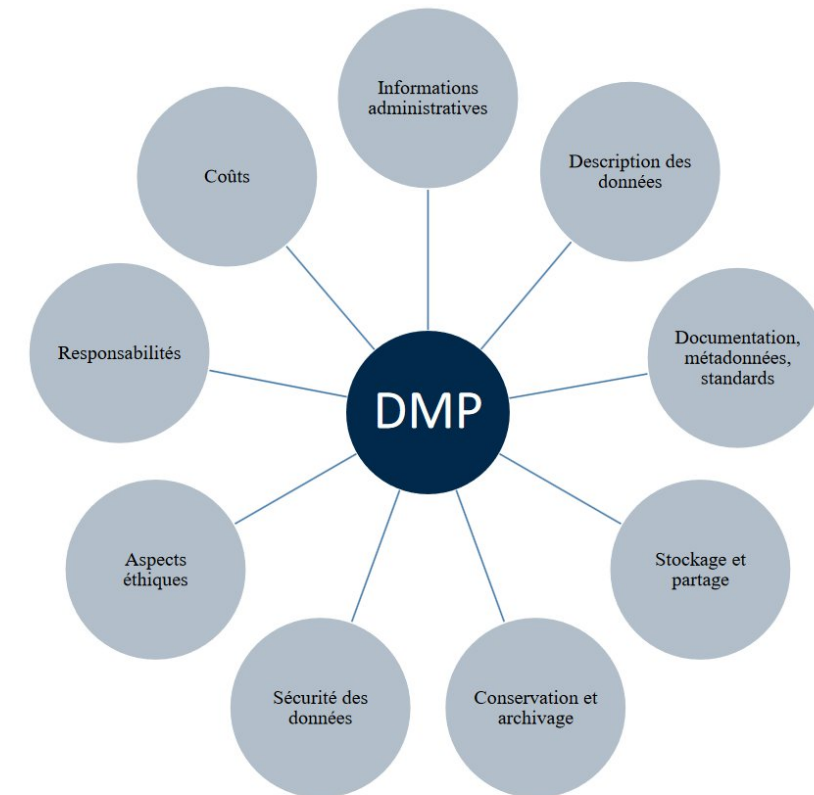 Informations
administratives
Description des
données
Documentation,
métadonnées,
standards
Stockage et
partage
Conservation et
archivage
Sécurité des
données
Aspects
éthiques
Responsabilités
Coûts
DMP